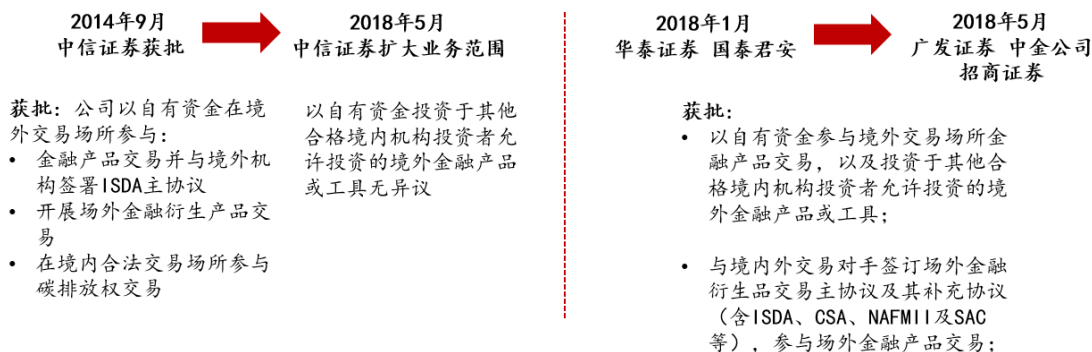 2014年9月
中信证券获批
2018年5月
中信证券扩大业务范围
获批：公司以自有资金在境
外交易场所参与：
• 金融产品交易并与境外机
构签署ISDA主协议
• 开展场外金融衍生产品交
易
• 在境内合法交易场所参与
碳排放权交易
以自有资金投资于其他
合格境内机构投资者允
许投资的境外金融产品
或工具无异议
2018年1月
华泰证券 国泰君安
2018年5月
广发证券 中金公司
招商证券
获批：
• 以自有资金参与境外交易场所金
融产品交易，以及投资于其他合
格境内机构投资者允许投资的境
外金融产品或工具；
• 与境内外交易对手签订场外金融
衍生品交易主协议及其补充协议
（含ISDA、CSA、NAFMII及SAC
等），参与场外金融产品交易；